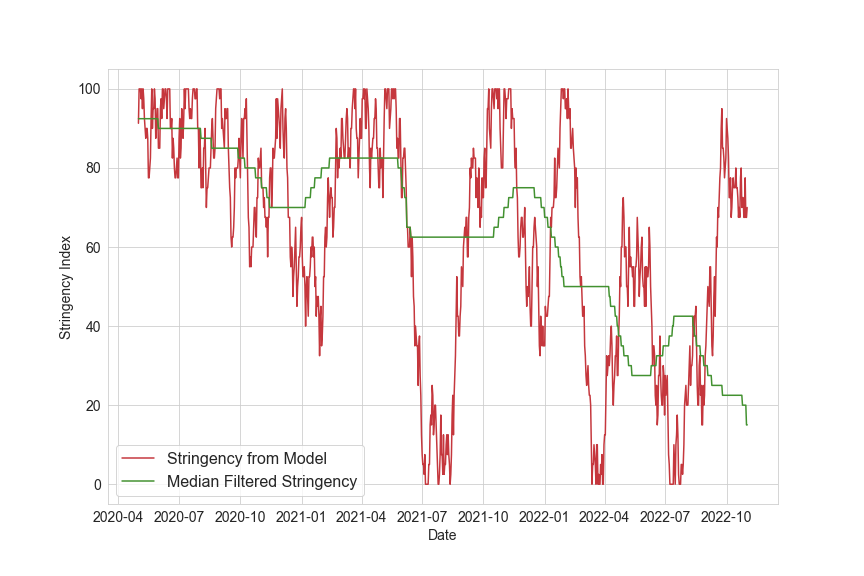 100
80
60
40
20
0
Stringency Index
Stringency from Model
Median Filtered Stringency
2020-04 2020-07 2020-10 2021-01 2021-04 2021-07 2021-10 2022-01 2022-04 2022-07 2022-10
Date